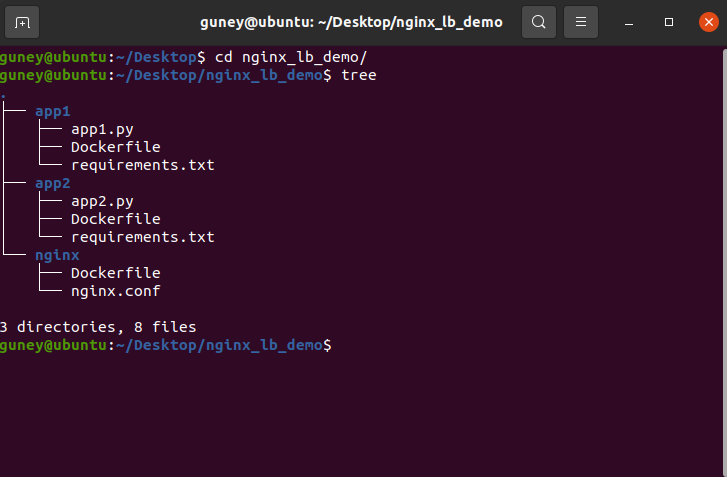 guney@ubuntu: ~/Desktop/nginx_lb_demo
guney@ubuntu:~/Desktop$ cd nginx_lb_demo/
guney@ubuntu:~/Desktop/nginx_lb_demo$ tree
.
├── app1
│   ├── app1.py
│   ├── Dockerfile
│   └── requirements.txt
├── app2
│   ├── app2.py
│   ├── Dockerfile
│   └── requirements.txt
└── nginx
    ├── Dockerfile
    └── nginx.conf
3 directories, 8 files
guney@ubuntu:~/Desktop/nginx_lb_demo$